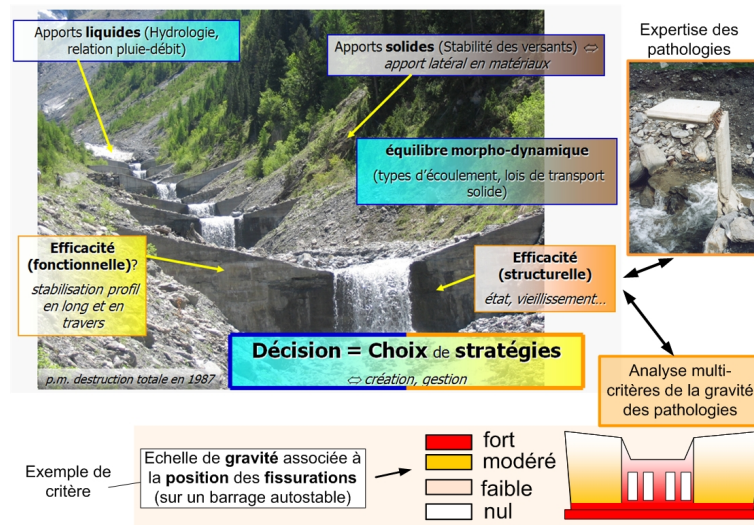 Apports liquides (Hydrologie,
relation pluie-débit)
Apports solides (Stabilité des versants) ⇔
apport latéral en matériaux
Expertise des
pathologies
équilibre morpho-dynamique
(types d'écoulement, lois de transport
solide)
Efficacité
(fonctionnelle)?
stabilisation profil
en long et en
travers
Efficacité
(structurelle)
état, vieillissement...
Décision = Choix de stratégies
⇔ création, gestion
p.m. destruction totale en 1987
Analyse multi-
critères de la gravité
des pathologies
Exemple de
critère
Echelle de gravité associée à
la position des fissurations
(sur un barrage autostable)
fort
modéré
faible
nul